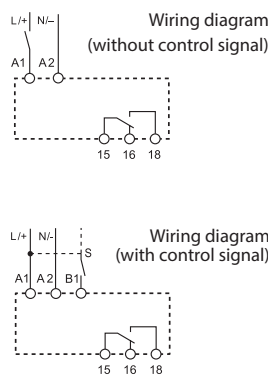 L/+ N/–
Wiring diagram
(without control signal)
A1 A2
15 16 18
L/+ N/–
Wiring diagram
(with control signal)
S
A1 A2 B1
15 16 18